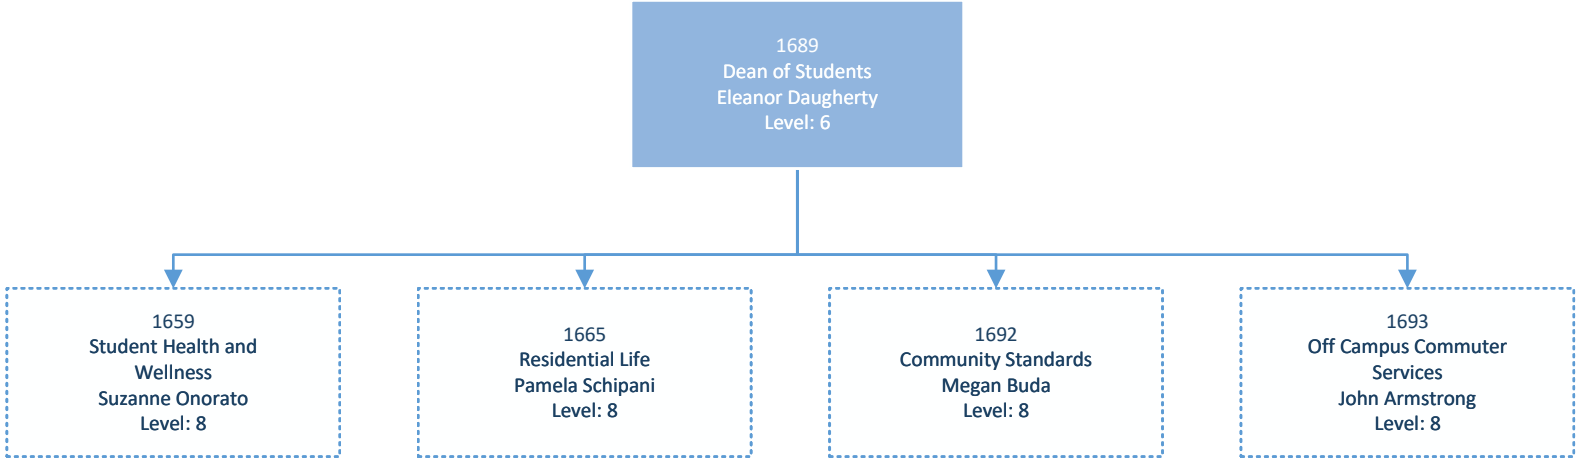 1689
Dean of Students
Eleanor Daugherty
Level: 6
1659
Student Health and
Wellness
Suzanne Onorato
Level: 8
1665
Residential Life
Pamela Schipani
Level: 8
1692
Community Standards
Megan Buda
Level: 8
1693
Off Campus Commuter
Services
John Armstrong
Level: 8